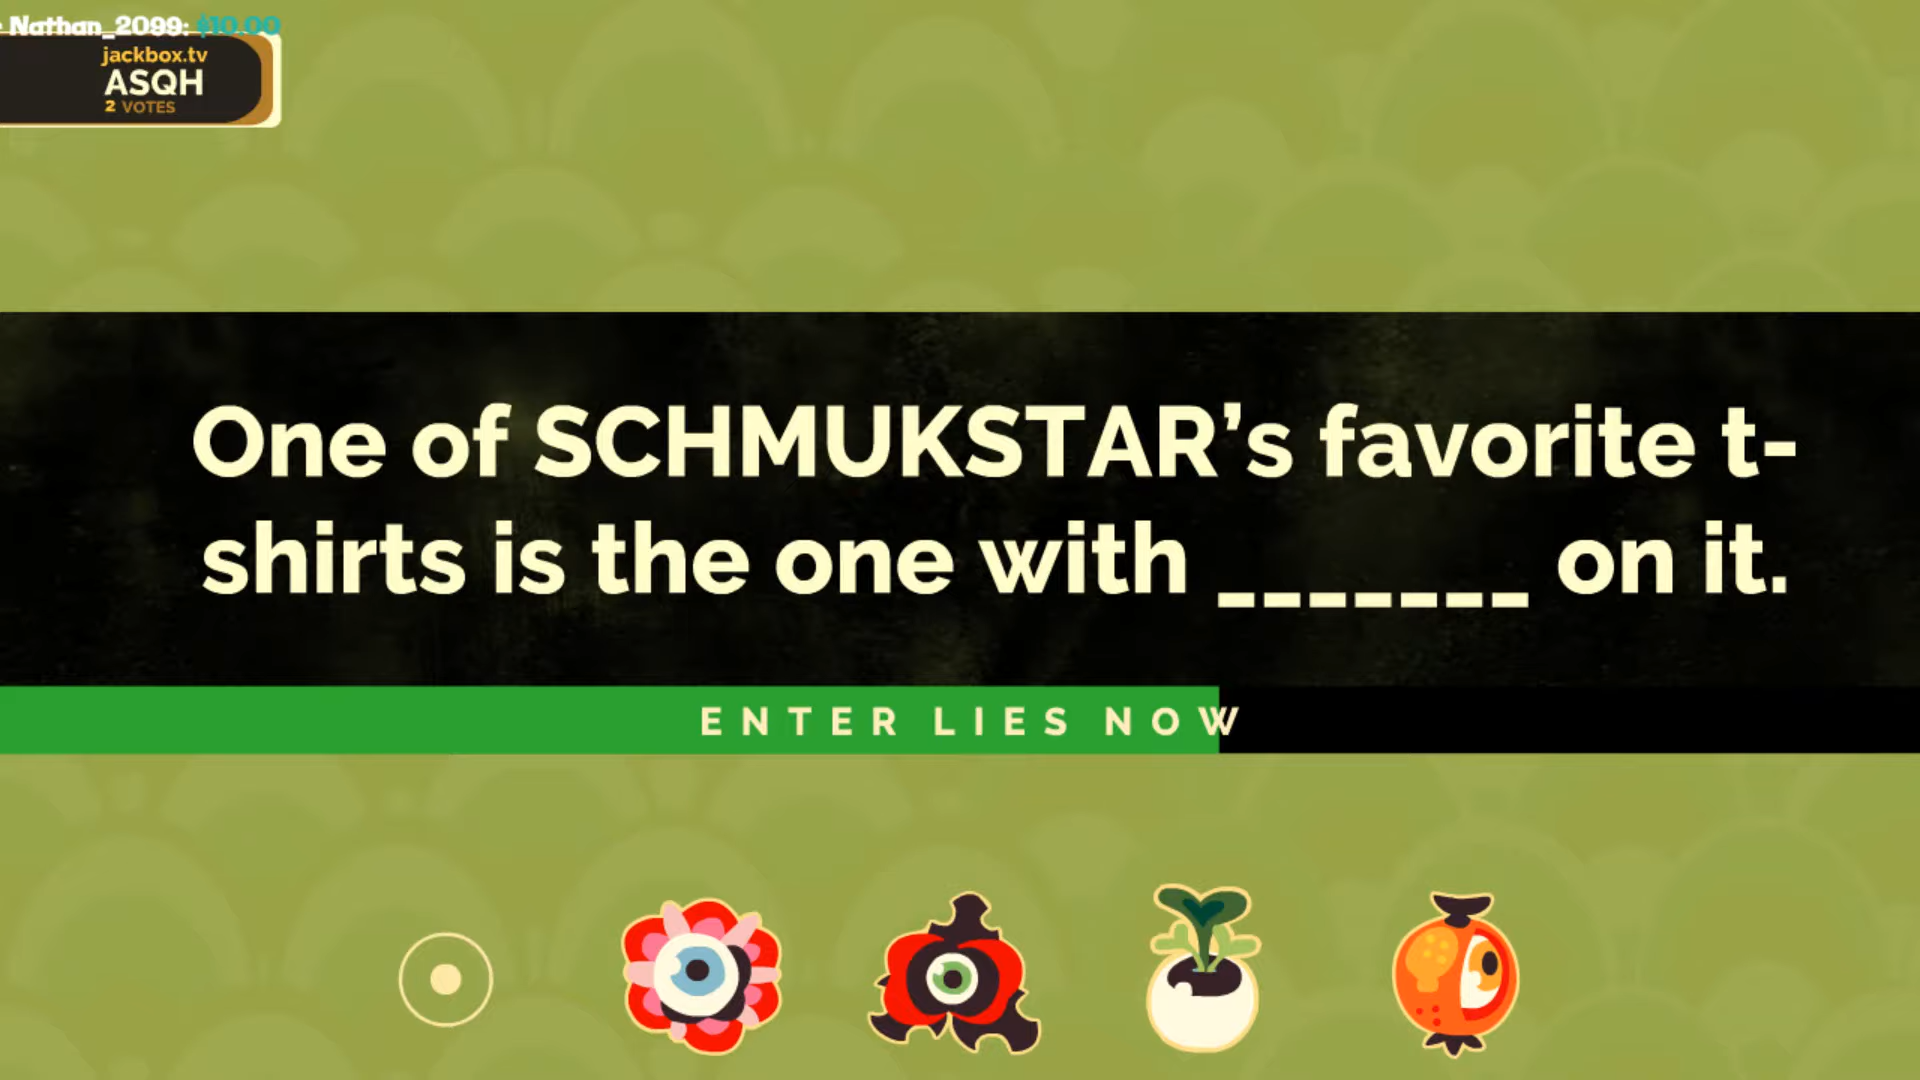 - Nathan_2099: $10.00
jackbox.tv
ASQH
2 VOTES
One of SCHMUKSTAR’s favorite t-
shirts is the one with _______ on it.
ENTER LIES NOW